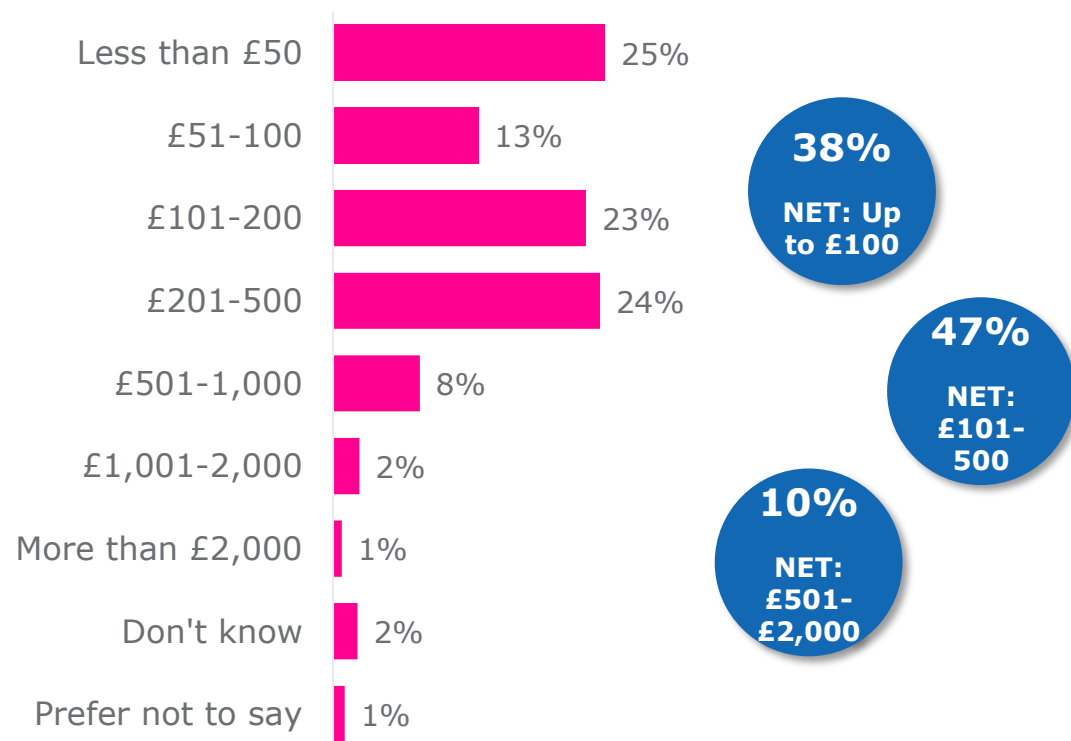 Less than £50
25%
£51-100
13%
£101-200
23%
£201-500
24%
£501-1,000
8%
£1,001-2,000
2%
More than £2,000
1%
Don't know
2%
Prefer not to say
1%
38%
NET: Up
to £100
47%
NET:
£101-
500
10%
NET:
£501-
£2,000